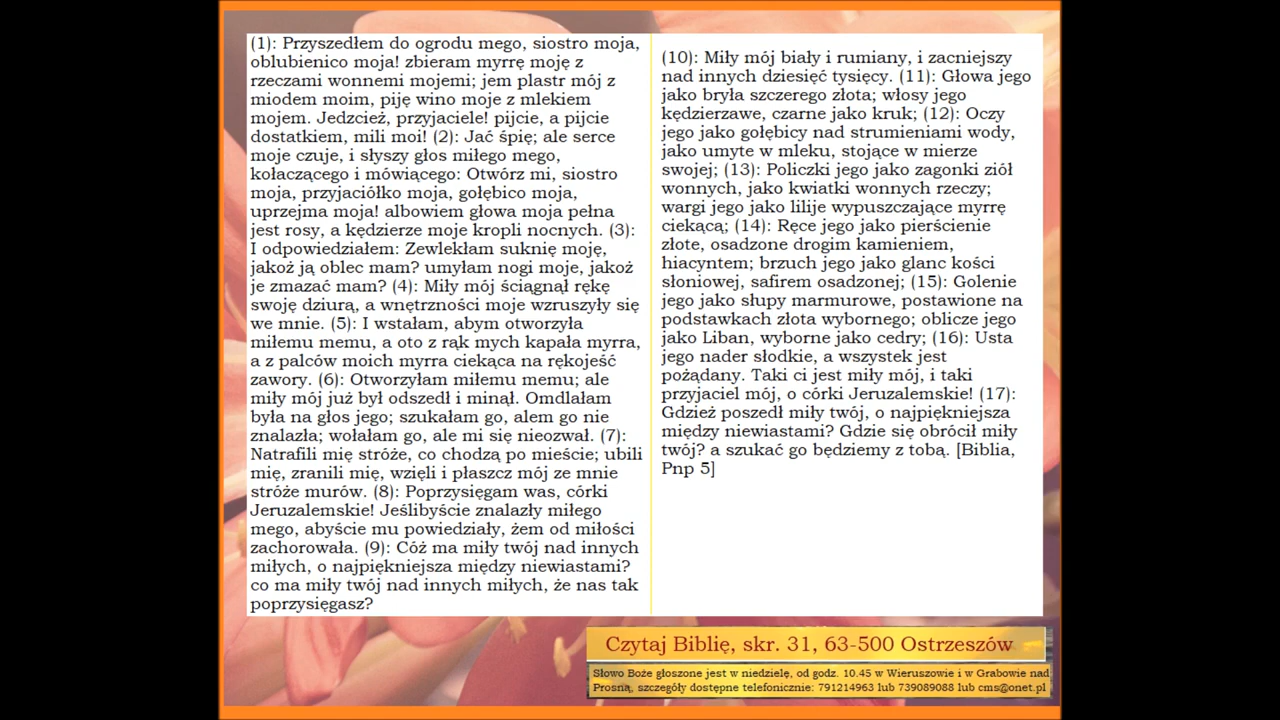 (1): Przyszedłem do ogrodu mego, siostro moja,
oblubienico moja! zbieram myrrę moję z
rzeczami wonnemi mojemi; jem plastr mój z
miodem moim, piję wino moje z mlekiem
mojem. Jedzcież, przyjaciele! pijcie, a pijcie
dostatkiem, mili moi! (2): Jać śpię; ale serce
moje czuje, i słyszy głos miłego mego,
kołaczącego i mówiącego: Otwórz mi, siostro
moja, przyjaciółko moja, gołębico moja,
uprzejma moja! albowiem głowa moja pełna
jest rosy, a kędzierze moje kropli nocnych. (3):
I odpowiedziałem: Zewlekłam suknię moję,
jakoż ją oblec mam? umyłam nogi moje, jakoż
je zmazać mam? (4): Miły mój ściągnął rękę
swoję dziurą, a wnętrzności moje wzruszyły się
we mnie. (5): I wstałam, abym otworzyła
miłemu memu, a oto z rąk mych kapała myrra,
a z palców moich myrra ciekąca na rękojeść
zawory. (6): Otworzyłam miłemu memu; ale
miły mój już był odszedł i minął. Omdlałam
była na głos jego; szukałam go, alem go nie
znalazła; wołałam go, ale mi się nieozwał. (7):
Natrafili mię stróże, co chodzą po mieście; ubili
mię, zranili mię, wzięli i płaszcz mój ze mnie
stróże murów. (8): Poprzysięgam was, córki
Jeruzalemskie! Jeślibyście znalazły miłego
mego, abyście mu powiedziały, żem od miłości
zachorowała. (9): Cóż ma miły twój nad innych
miłych, o najpiękniejsza między niewiastami?
co ma miły twój nad innych miłych, że nas tak
poprzysięgasz?
(10): Miły mój biały i rumiany, i zacniejszy
nad innych dziesięć tysięcy. (11): Głowa jego
jako bryła szczerego złota; włosy jego
kędzierzawe, czarne jako kruk; (12): Oczy
jego jako gołębicy nad strumieniami wody,
jako umyte w mleku, stojące w mierze
swojej; (13): Policzki jego jako zagonki ziół
wonnych, jako kwiatki wonnych rzeczy;
wargi jego jako lilije wypuszczające myrrę
ciekącą; (14): Ręce jego jako pierścienie
złote, osadzone drogim kamieniem,
hiacyntem; brzuch jego jako glanc kości
słoniowej, safirem osadzonej; (15): Golenie
jego jako słupy marmurowe, postawione na
podstawkach złota wybornego; oblicze jego
jako Liban, wyborne jako cedry; (16): Usta
jego nader słodkie, a wszystek jest
pożądany. Taki ci jest miły mój, i taki
przyjaciel mój, o córki Jeruzalemskie! (17):
Gdzież poszedł miły twój, o najpiękniejsza
między niewiastami? Gdzie się obrócił miły
twój? a szukać go będziemy z tobą. [Biblia,
Pnp 5]
Czytaj Biblię, skr. 31, 63-500 Ostrzeszów
Słowo Boże głoszone jest w niedzielę, od godz. 10.45 w Wieruszowie i w Grabowie nad
Prosną, szczegóły dostępne telefonicznie: 791214963 lub 739089088 lub cms@onet.pl